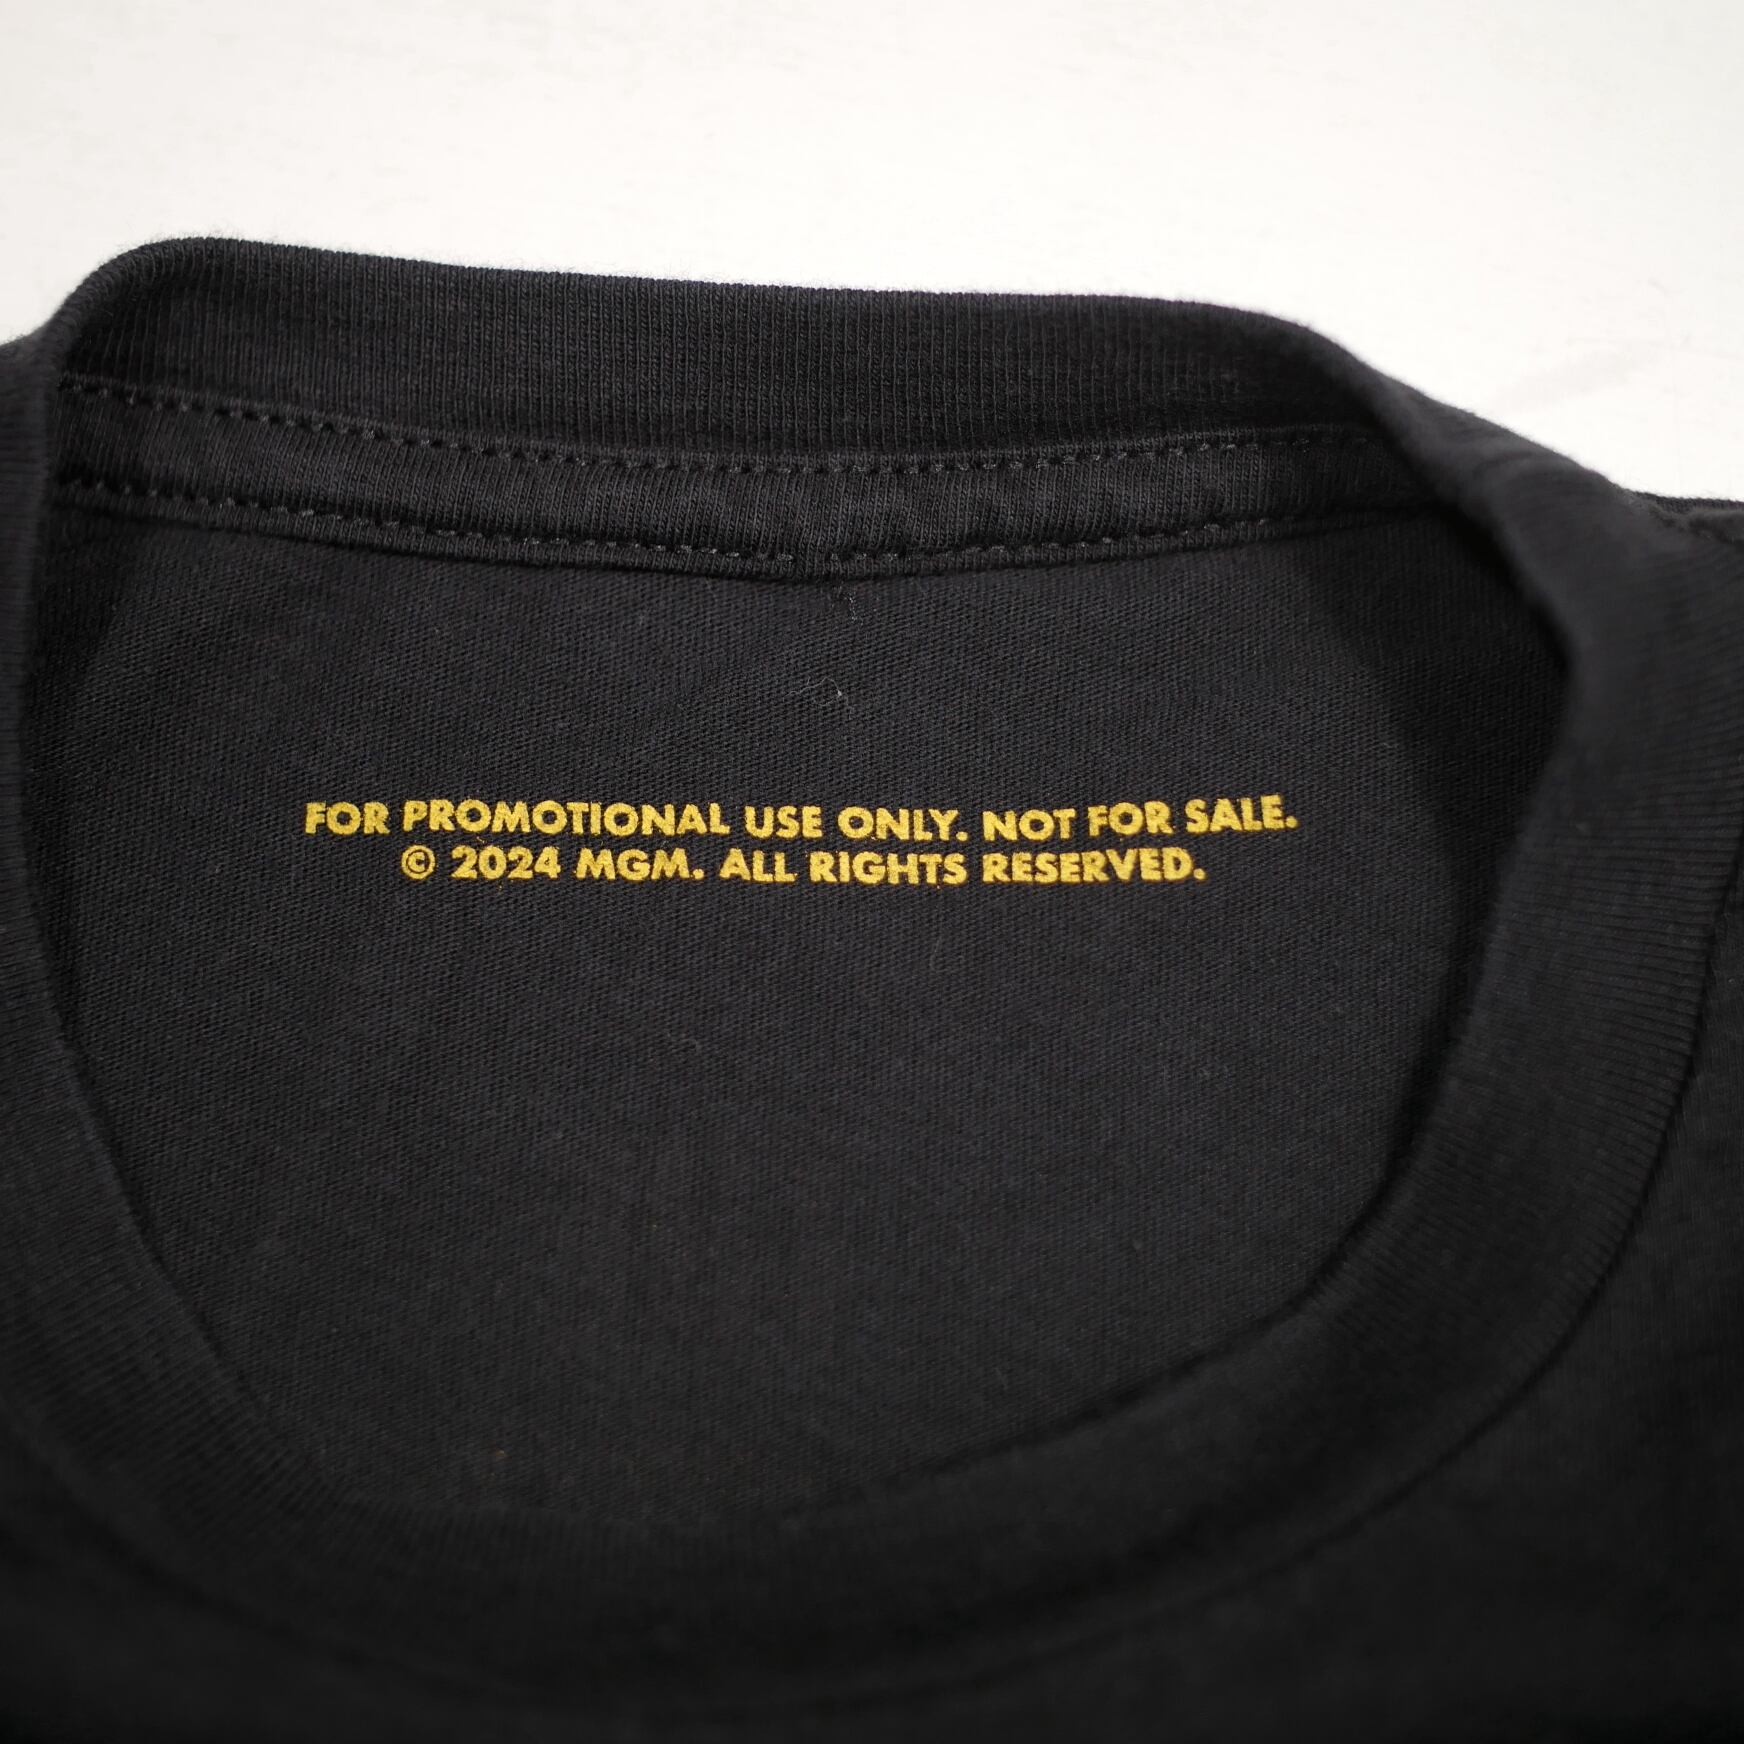 FOR PROMOTIONAL USE ONLY. NOT FOR SALE.
© 2024 MGM. ALL RIGHTS RESERVED.